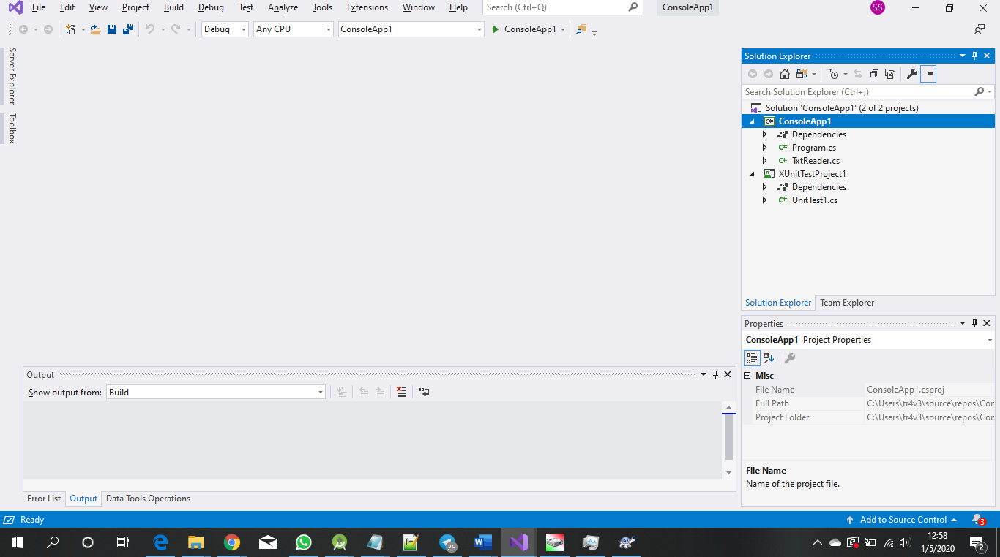 File Edit View Project Build Debug Test Analyze Tools Extensions Window Help Search (Ctrl+Q) ConsoleApp1 SS
Debug Any CPU ConsoleApp1 ConsoleApp1
Server Explorer
Toolbox
Solution Explorer
Search Solution Explorer (Ctrl+;)
Solution 'ConsoleApp1' (2 of 2 projects)
C# ConsoleApp1
Dependencies
C# Program.cs
C# TxtReader.cs
XUnitTestProject1
Dependencies
C# UnitTest1.cs
Solution Explorer Team Explorer
Properties
ConsoleApp1 Project Properties
Misc
File Name ConsoleApp1.csproj
Full Path C:\Users\tr4v3\source\repos\Con
Project Folder C:\Users\tr4v3\source\repos\Con
File Name
Name of the project file.
Output
Show output from: Build
Error List Output Data Tools Operations
Ready Add to Source Control 3
29
12:58
1/5/2020
2